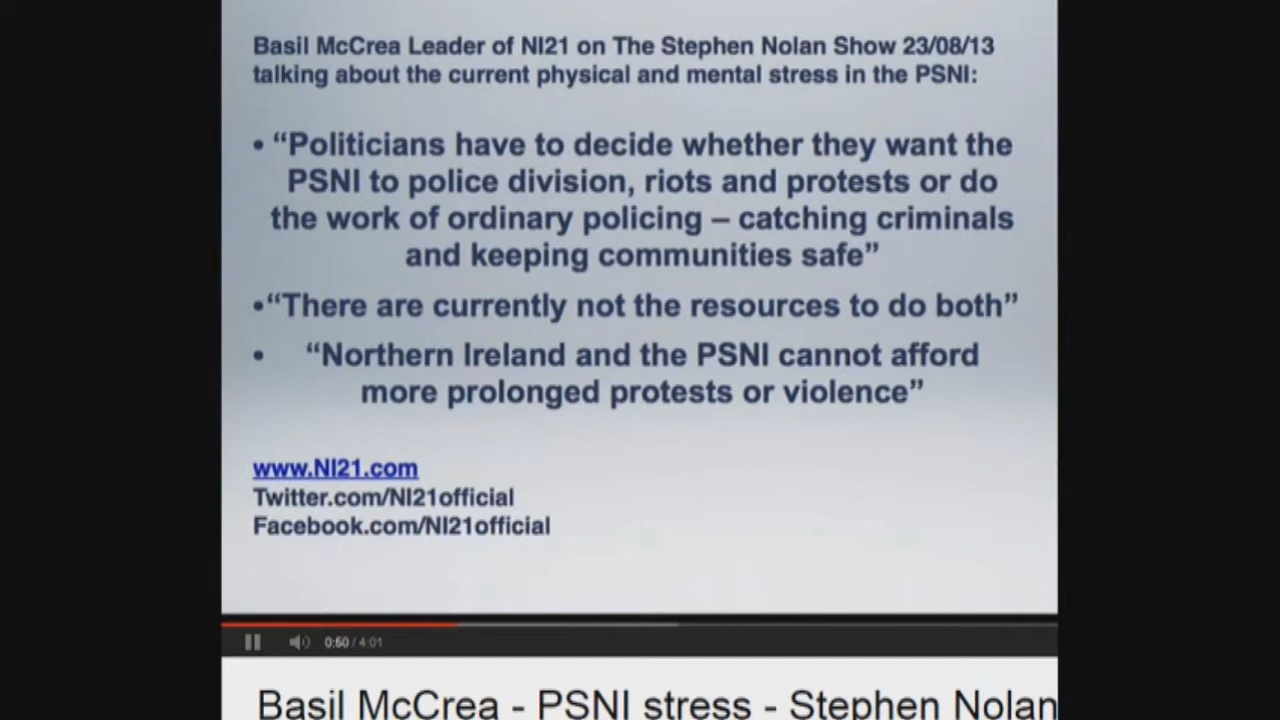 Basil McCrea Leader of NI21 on The Stephen Nolan Show 23/08/13
talking about the current physical and mental stress in the PSNI:
• “Politicians have to decide whether they want the
PSNI to police division, riots and protests or do
the work of ordinary policing – catching criminals
and keeping communities safe”
•“There are currently not the resources to do both”
• “Northern Ireland and the PSNI cannot afford
more prolonged protests or violence”
www.NI21.com
Twitter.com/NI21official
Facebook.com/NI21official
/ 4:01
Basil McCrea - PSNI stress - Stephen Nolan